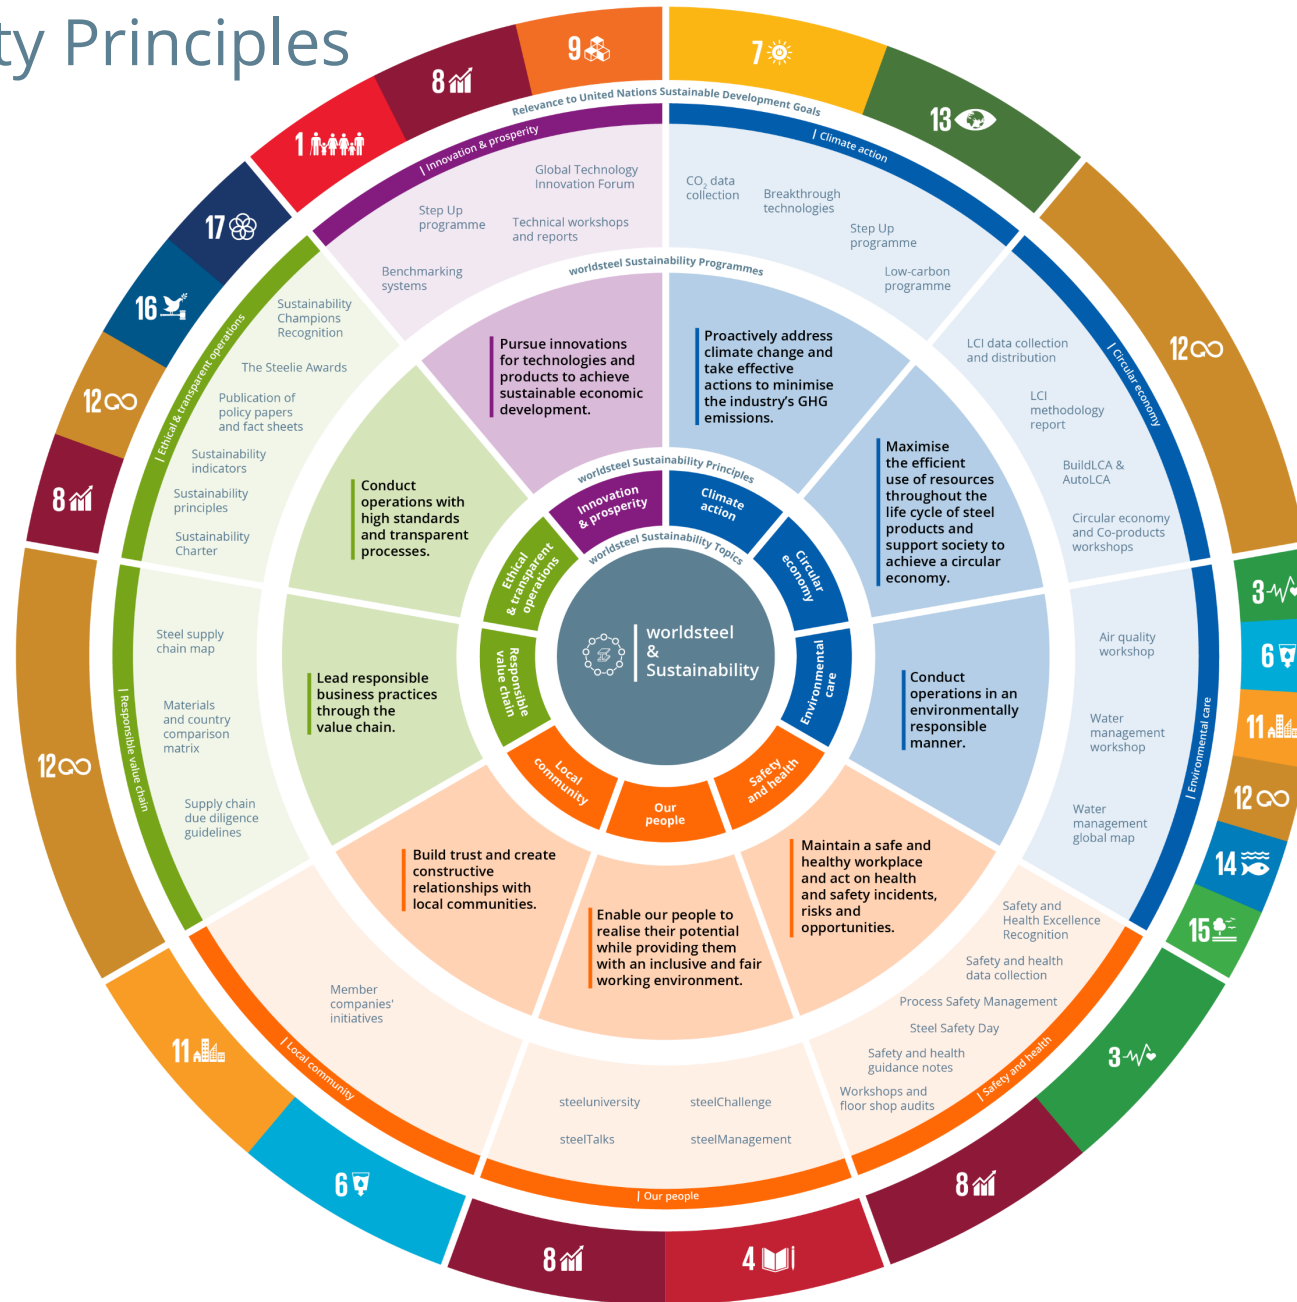 ty Principles
Relevance to United Nations Sustainable Development Goals
7
13
12
3
6
11
12
14
15
3
8
4
8
6
11
12
8
12
16
17
1
8
9
| Climate action
CO2 data
collection
Breakthrough
technologies
Step Up
programme
Low-carbon
programme
| Circular economy
LCI data collection
and distribution
LCI
methodology
report
BuildLCA &
AutoLCA
Circular economy
and Co-products
workshops
| Environmental care
Air quality
workshop
Water
management
workshop
Water
management
global map
| Safety and health
Safety and
Health Excellence
Recognition
Safety and health
data collection
Process Safety Management
Steel Safety Day
Safety and health
guidance notes
Workshops and
floor shop audits
| Our people
steeluniversity
steelChallenge
steelTalks
steelManagement
| Local community
Member
companies'
initiatives
| Responsible value chain
Steel supply
chain map
Materials
and country
comparison
matrix
Supply chain
due diligence
guidelines
| Ethical & transparent operations
Sustainability
Champions
Recognition
The Steelie Awards
Publication of
policy papers
and fact sheets
Sustainability
indicators
Sustainability
principles
Sustainability
Charter
| Innovation & prosperity
Global Technology
Innovation Forum
Step Up
programme
Technical workshops
and reports
Benchmarking
systems
worldsteel Sustainability Programmes
Proactively address
climate change and
take effective
actions to minimise
the industry's GHG
emissions.
Maximise
the efficient
use of resources
throughout the
life cycle of steel
products and
support society to
achieve a circular
economy.
Conduct
operations in an
environmentally
responsible
manner.
Maintain a safe and
healthy workplace
and act on health
and safety incidents,
risks and
opportunities.
Enable our people to
realise their potential
while providing them
with an inclusive and fair
working environment.
Build trust and create
constructive
relationships with
local communities.
Lead responsible
business practices
through the
value chain.
Conduct
operations with
high standards
and transparent
processes.
Pursue innovations
for technologies and
products to achieve
sustainable economic
development.
worldsteel Sustainability Principles
Climate
action
Circular
economy
Environmental
care
Safety
and health
Our
people
Local
community
Responsible
value chain
Ethical
& transparent
operations
Innovation
& prosperity
worldsteel Sustainability Topics
worldsteel
&
Sustainability